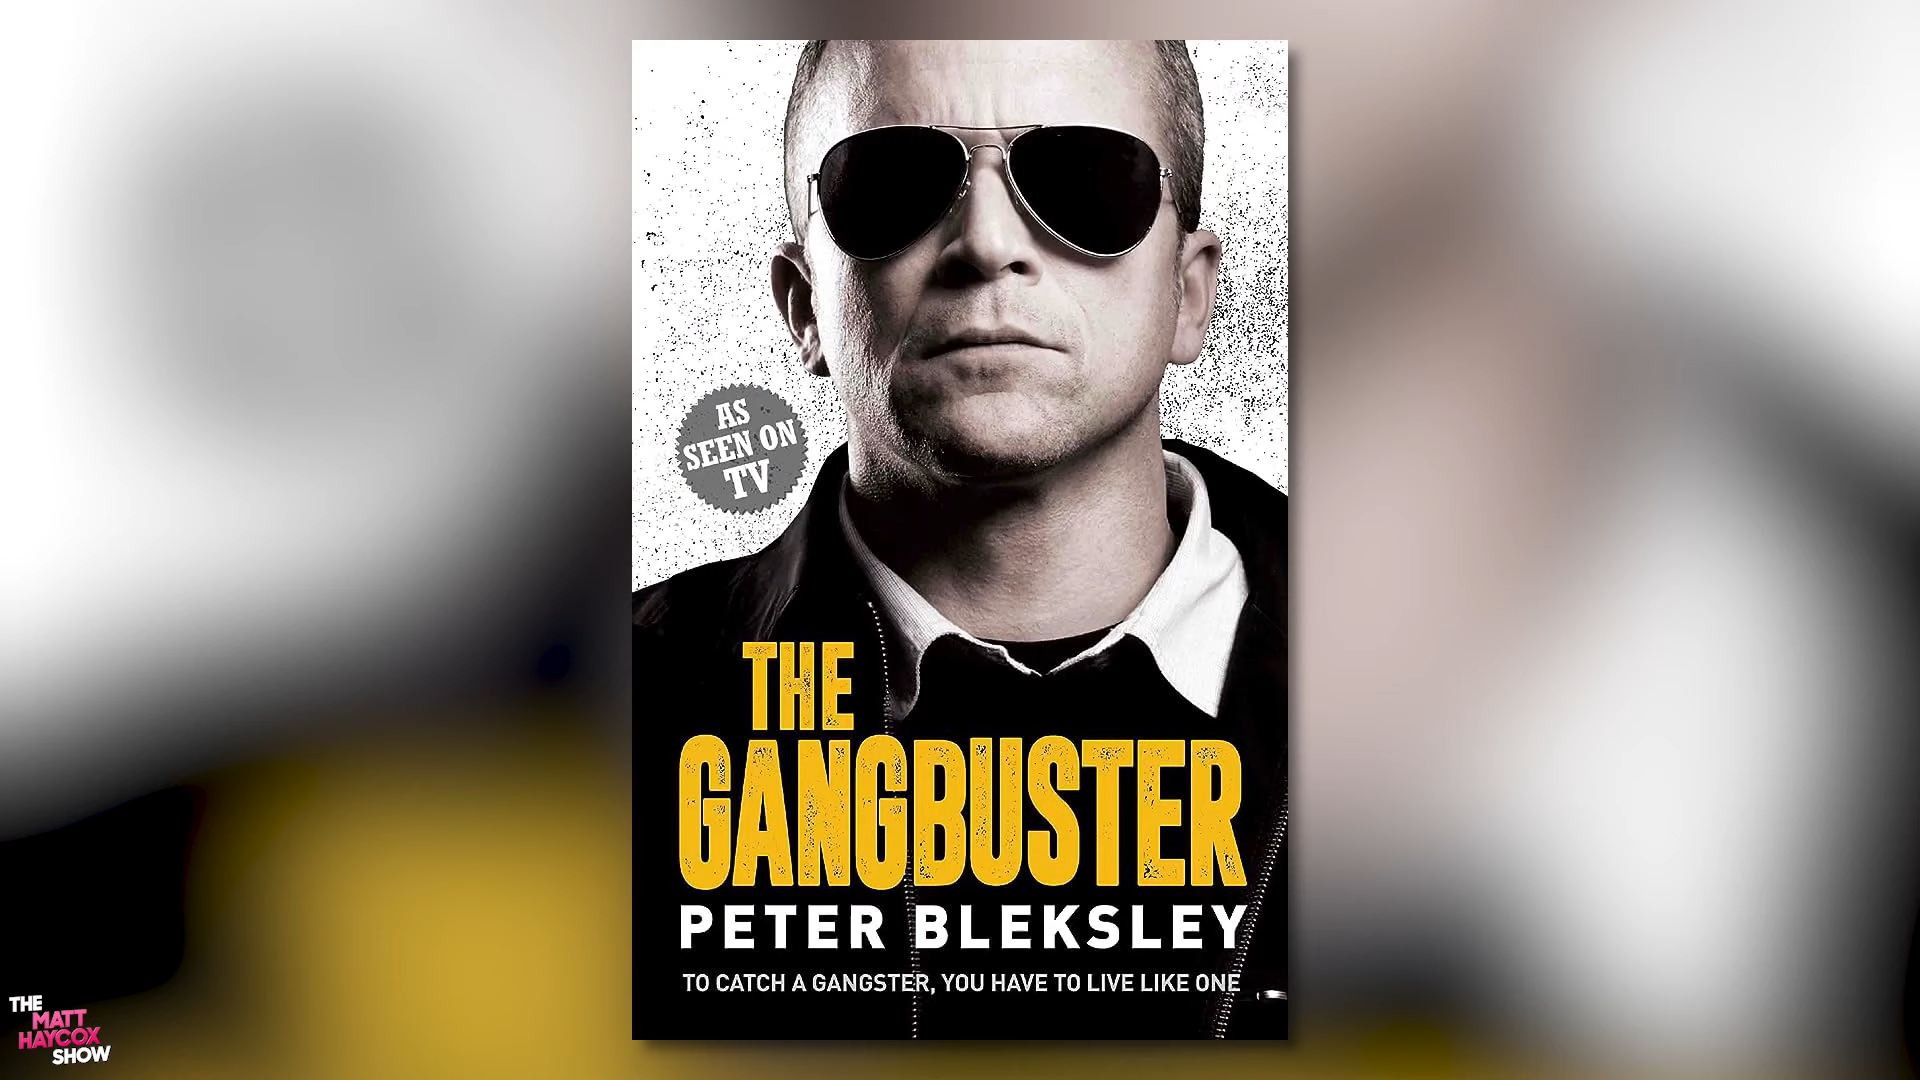 AS
SEEN ON
TV
THE
GANGBUSTER
PETER BLEKSLEY
TO CATCH A GANGSTER, YOU HAVE TO LIVE LIKE ONE
THE
MATT
HAYCOX
SHOW